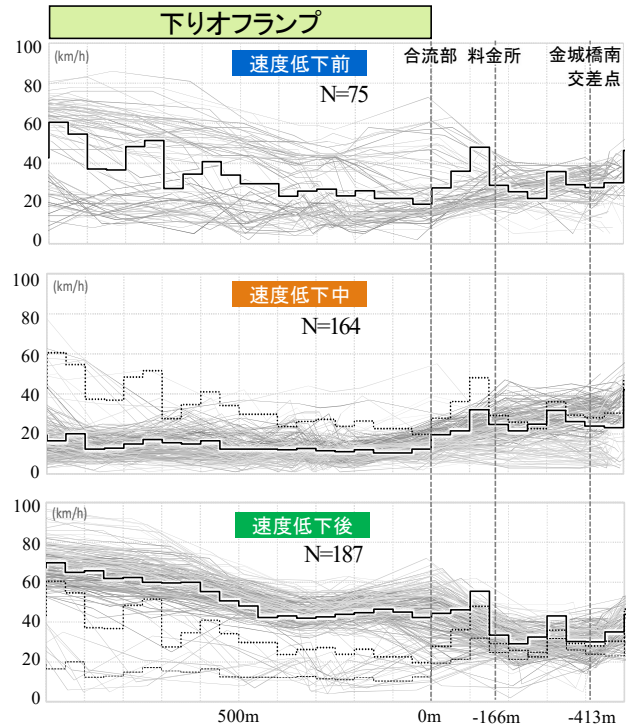 下りオフランプ
合流部 料金所 金城橋南
交差点
(km/h)
速度低下前
N=75
100
80
60
40
20
0
(km/h)
速度低下中
N=164
100
80
60
40
20
0
(km/h)
速度低下後
N=187
100
80
60
40
20
0
500m 0m -166m -413m